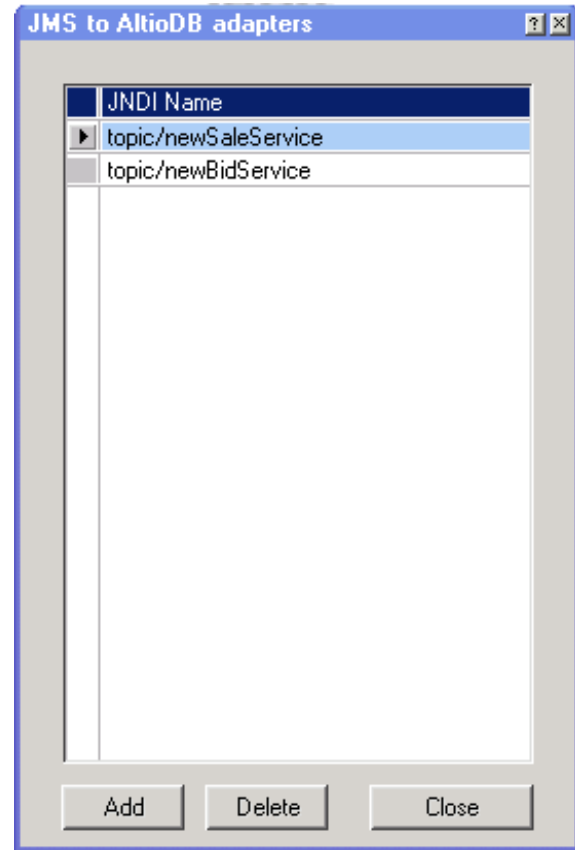 JMS to AltioDB adapters
JNDI Name
topic/newSaleService
topic/newBidService
Add Delete Close